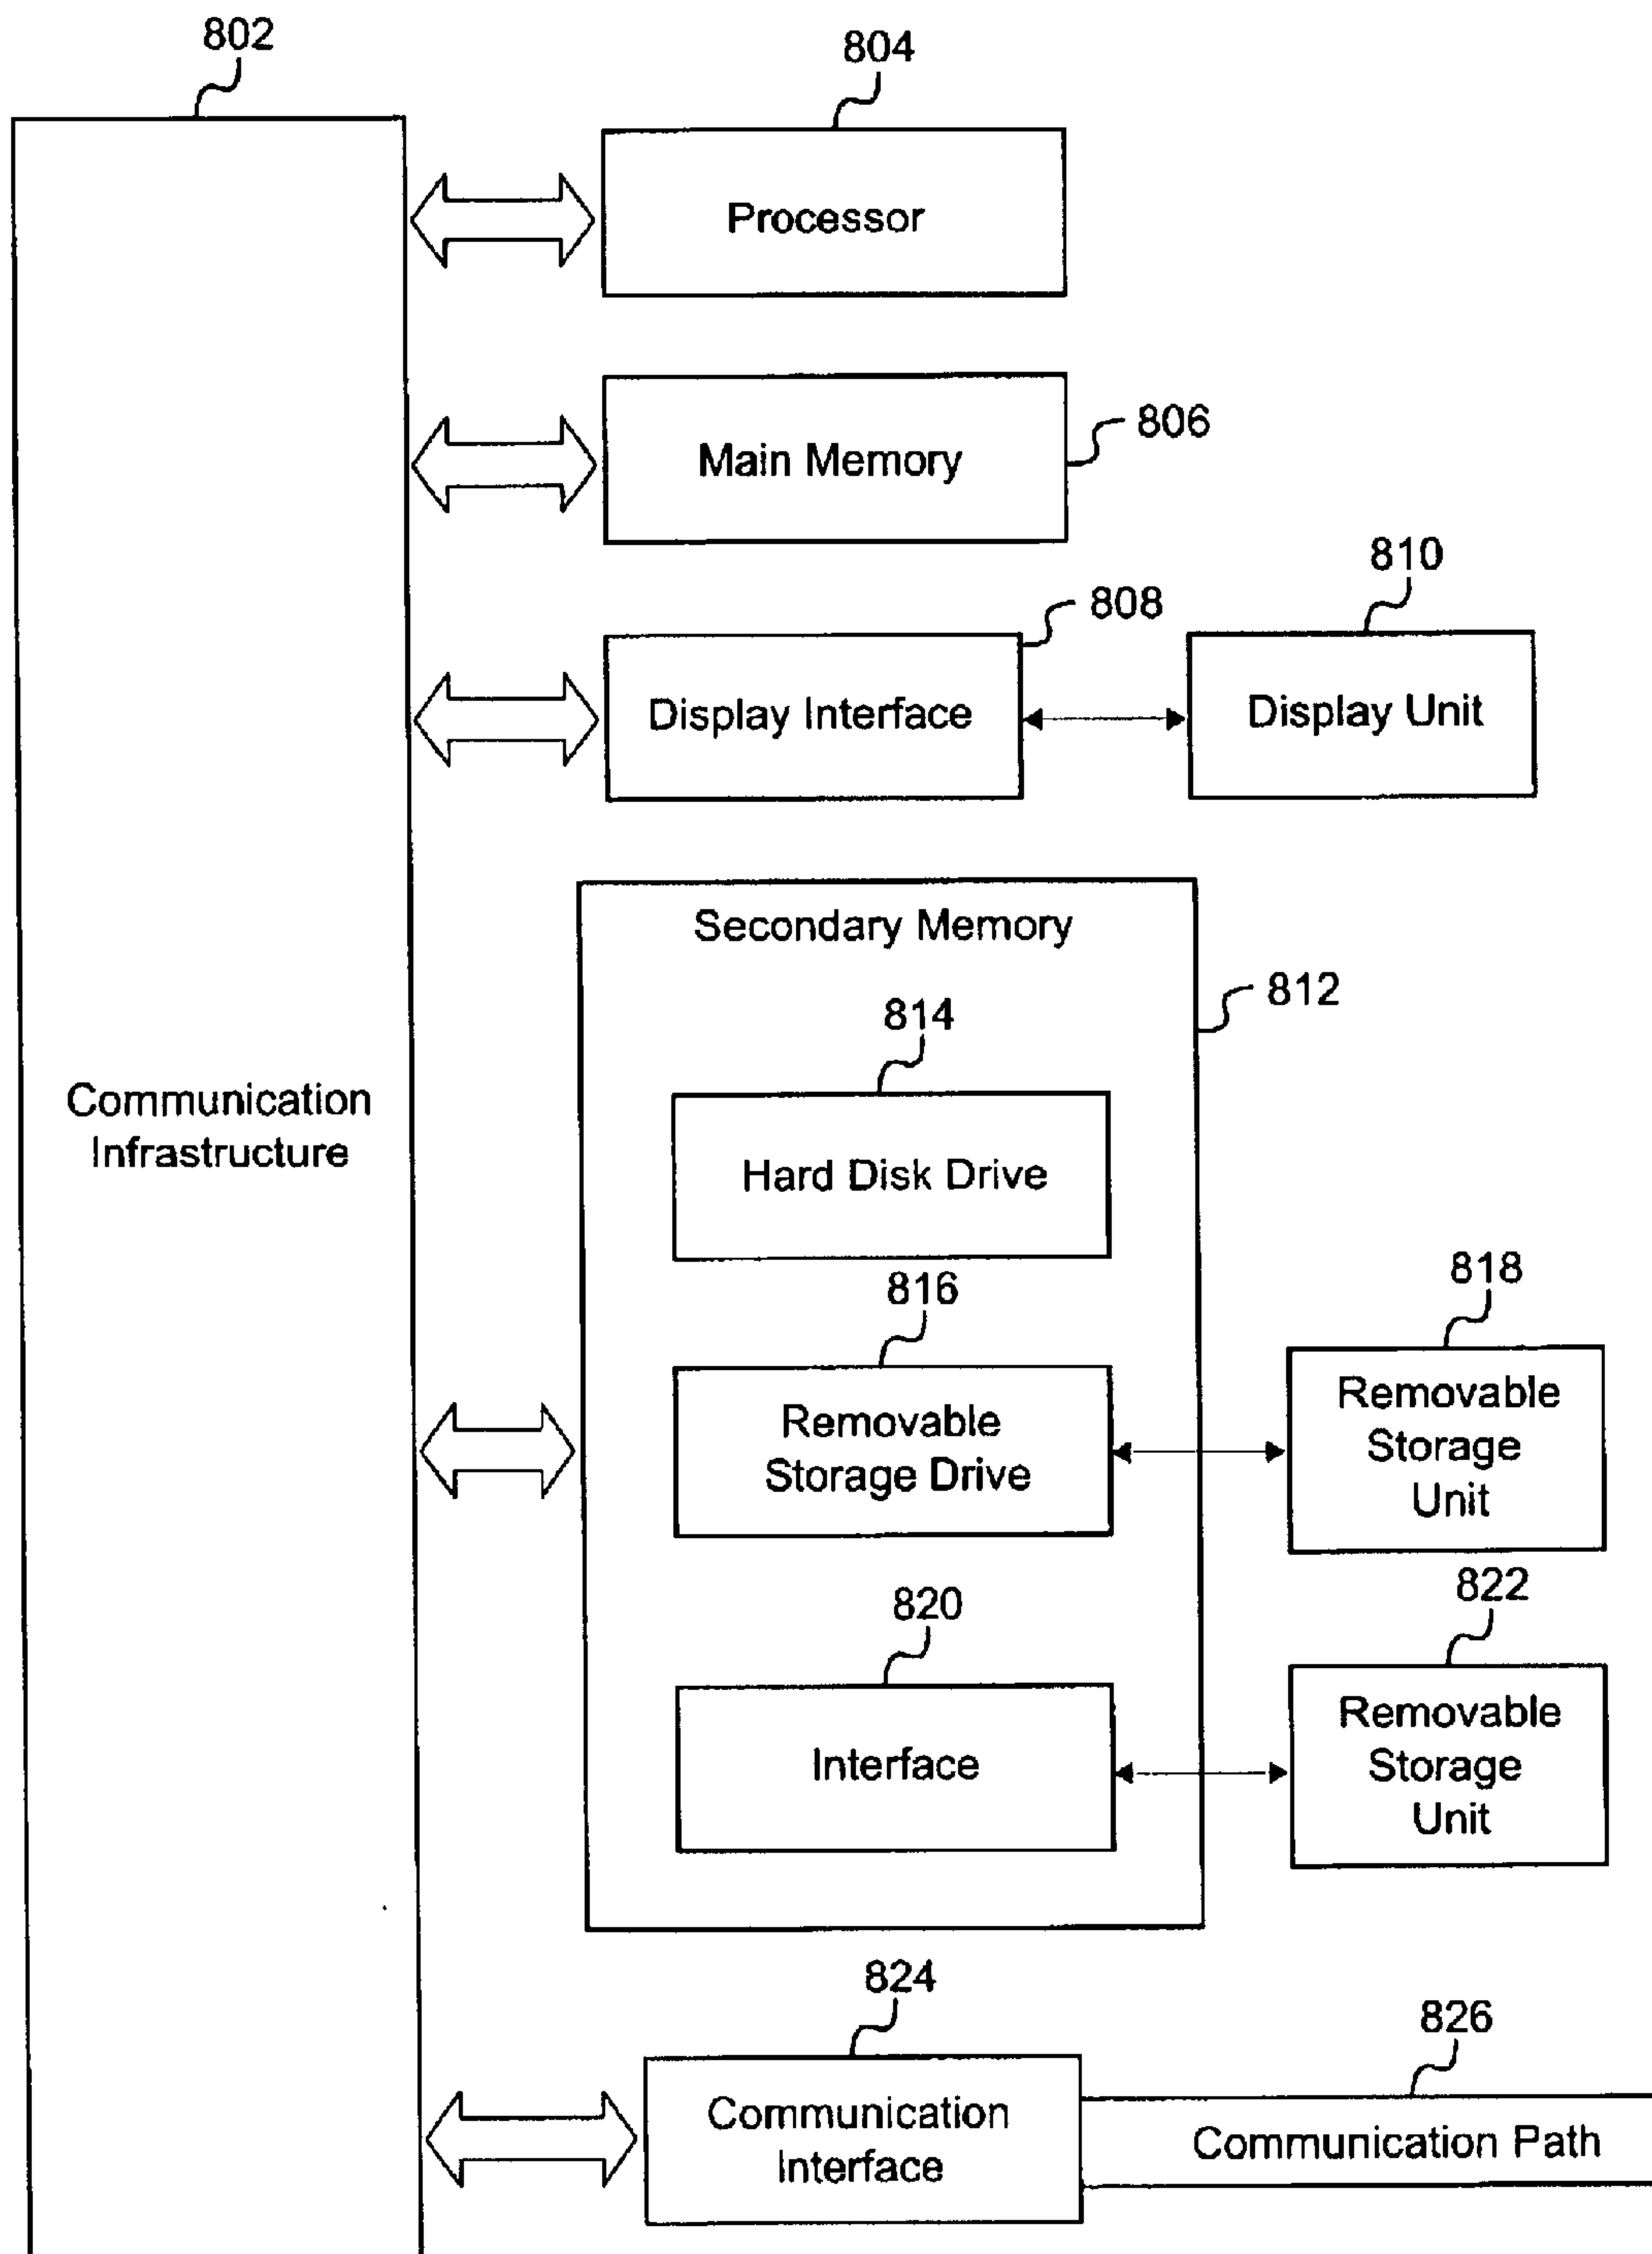 802
804
Processor
Main Memory
806
808
810
Display Interface
Display Unit
Secondary Memory
812
814
Communication
Infrastructure
Hard Disk Drive
816
818
Removable
Storage Drive
Removable
Storage
Unit
820
822
Interface
Removable
Storage
Unit
824
826
Communication
Interface
Communication Path